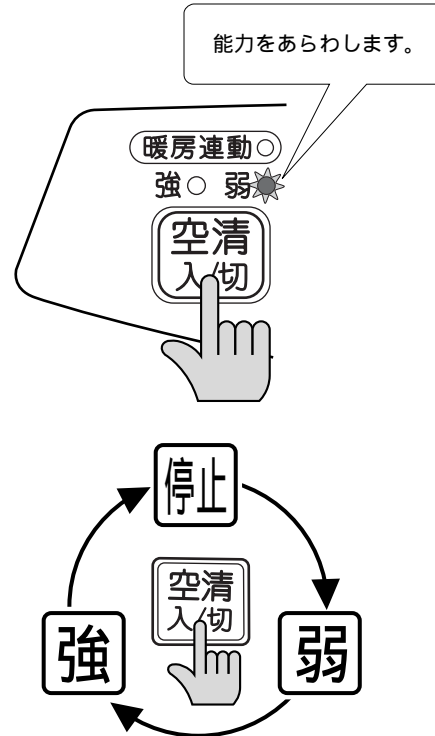 能力をあらわします。
暖房連動
強 弱
空清
入/切
停止
空清
入/切
強
弱